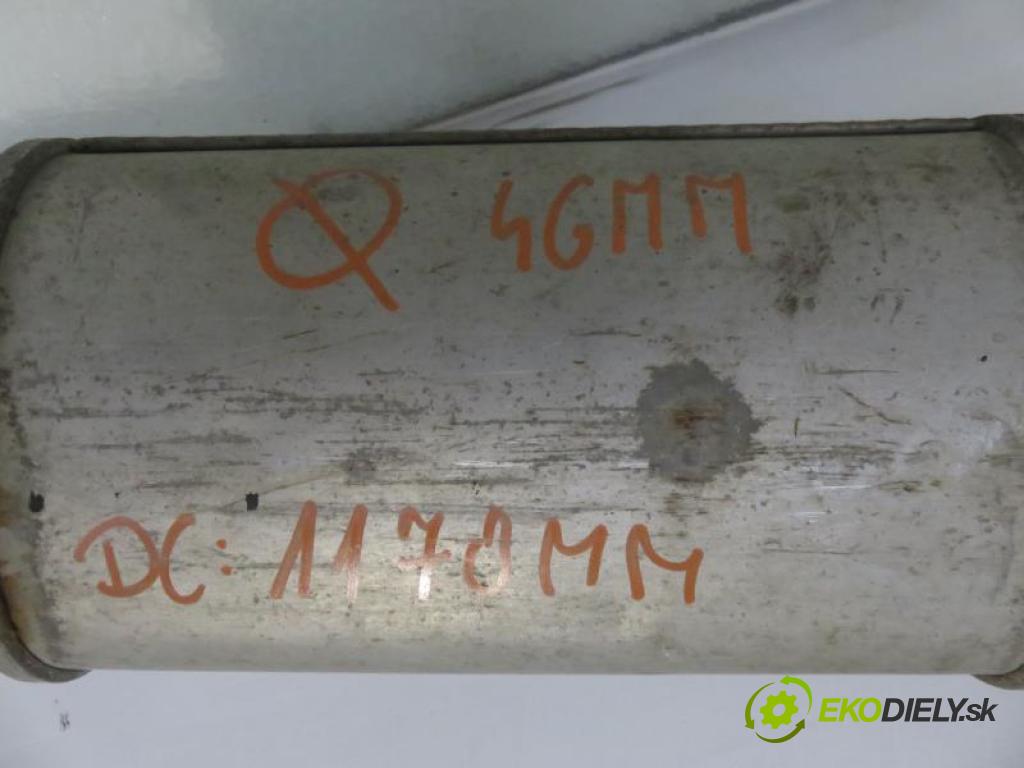 Ø 46MM
DC: 1170MM
EKODIELY.sk